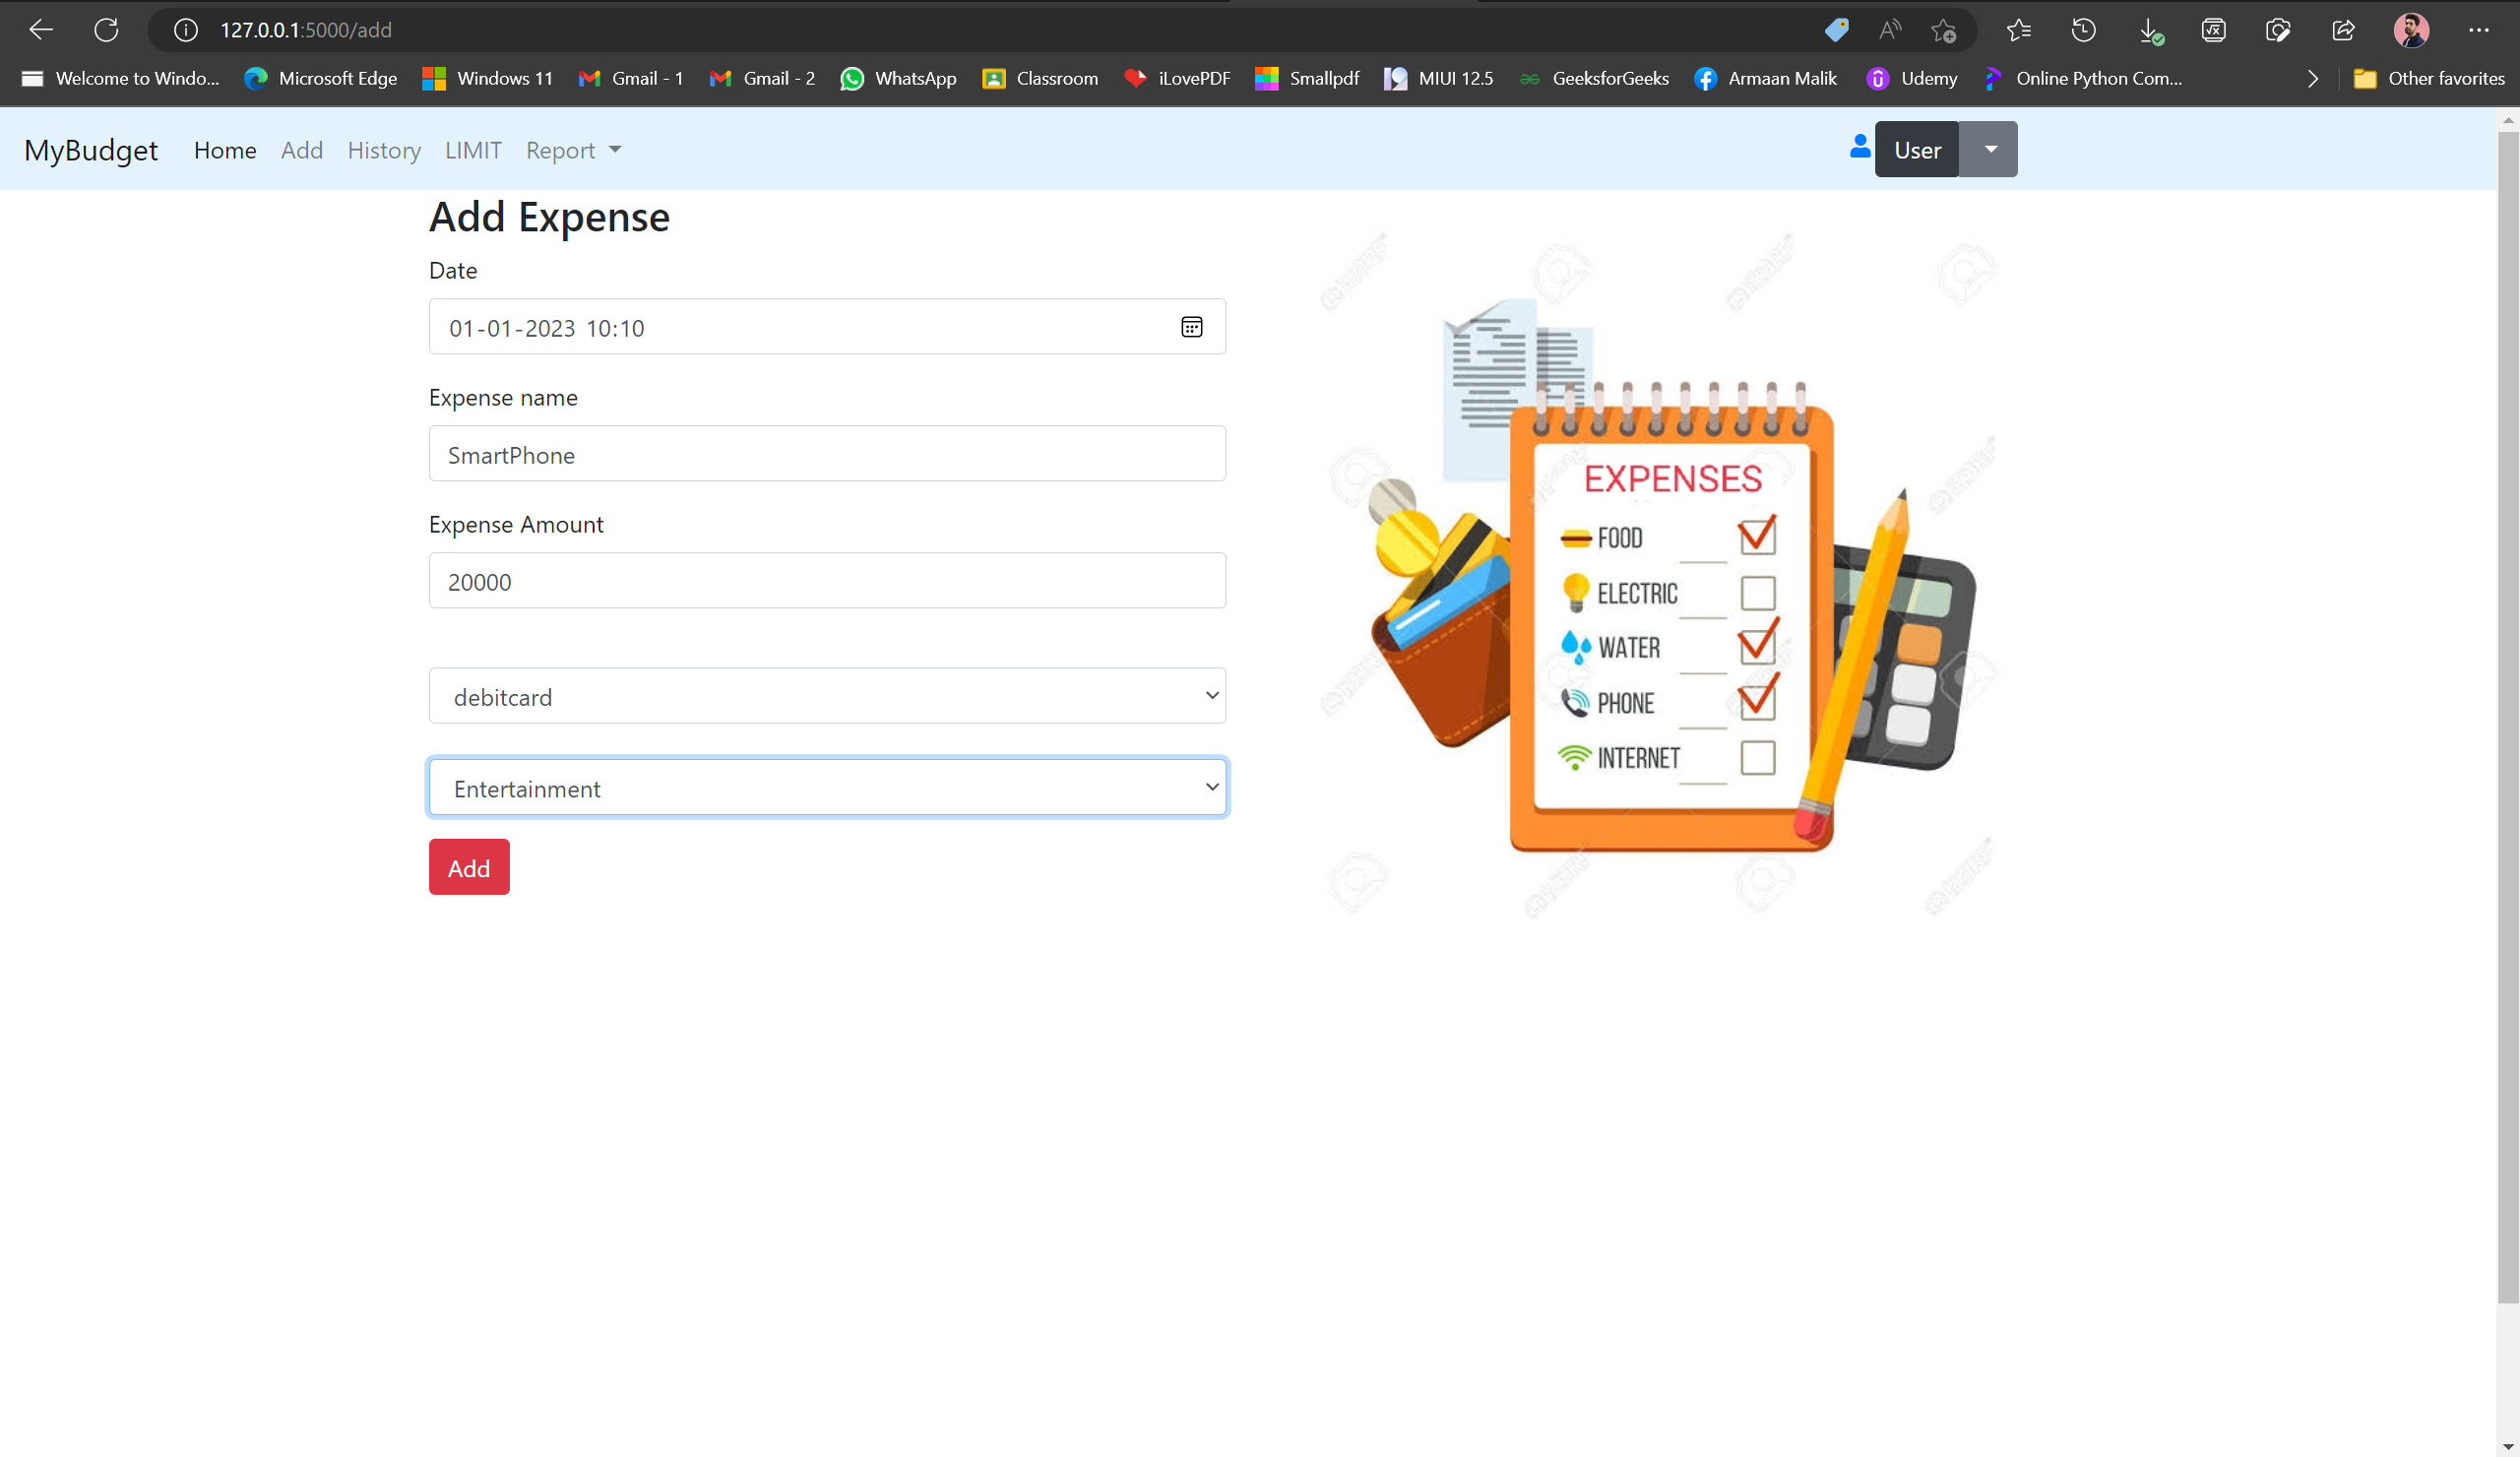 127.0.0.1:5000/add
Welcome to Windo... Microsoft Edge Windows 11 Gmail - 1 Gmail - 2 WhatsApp Classroom iLovePDF Smallpdf MIUI 12.5 GeeksforGeeks Armaan Malik Udemy Online Python Com... Other favorites
MyBudget Home Add History LIMIT Report User
Add Expense
Date
01-01-2023 10:10
Expense name
SmartPhone
Expense Amount
20000
debitcard
Entertainment
Add
EXPENSES
FOOD
ELECTRIC
WATER
PHONE
INTERNET